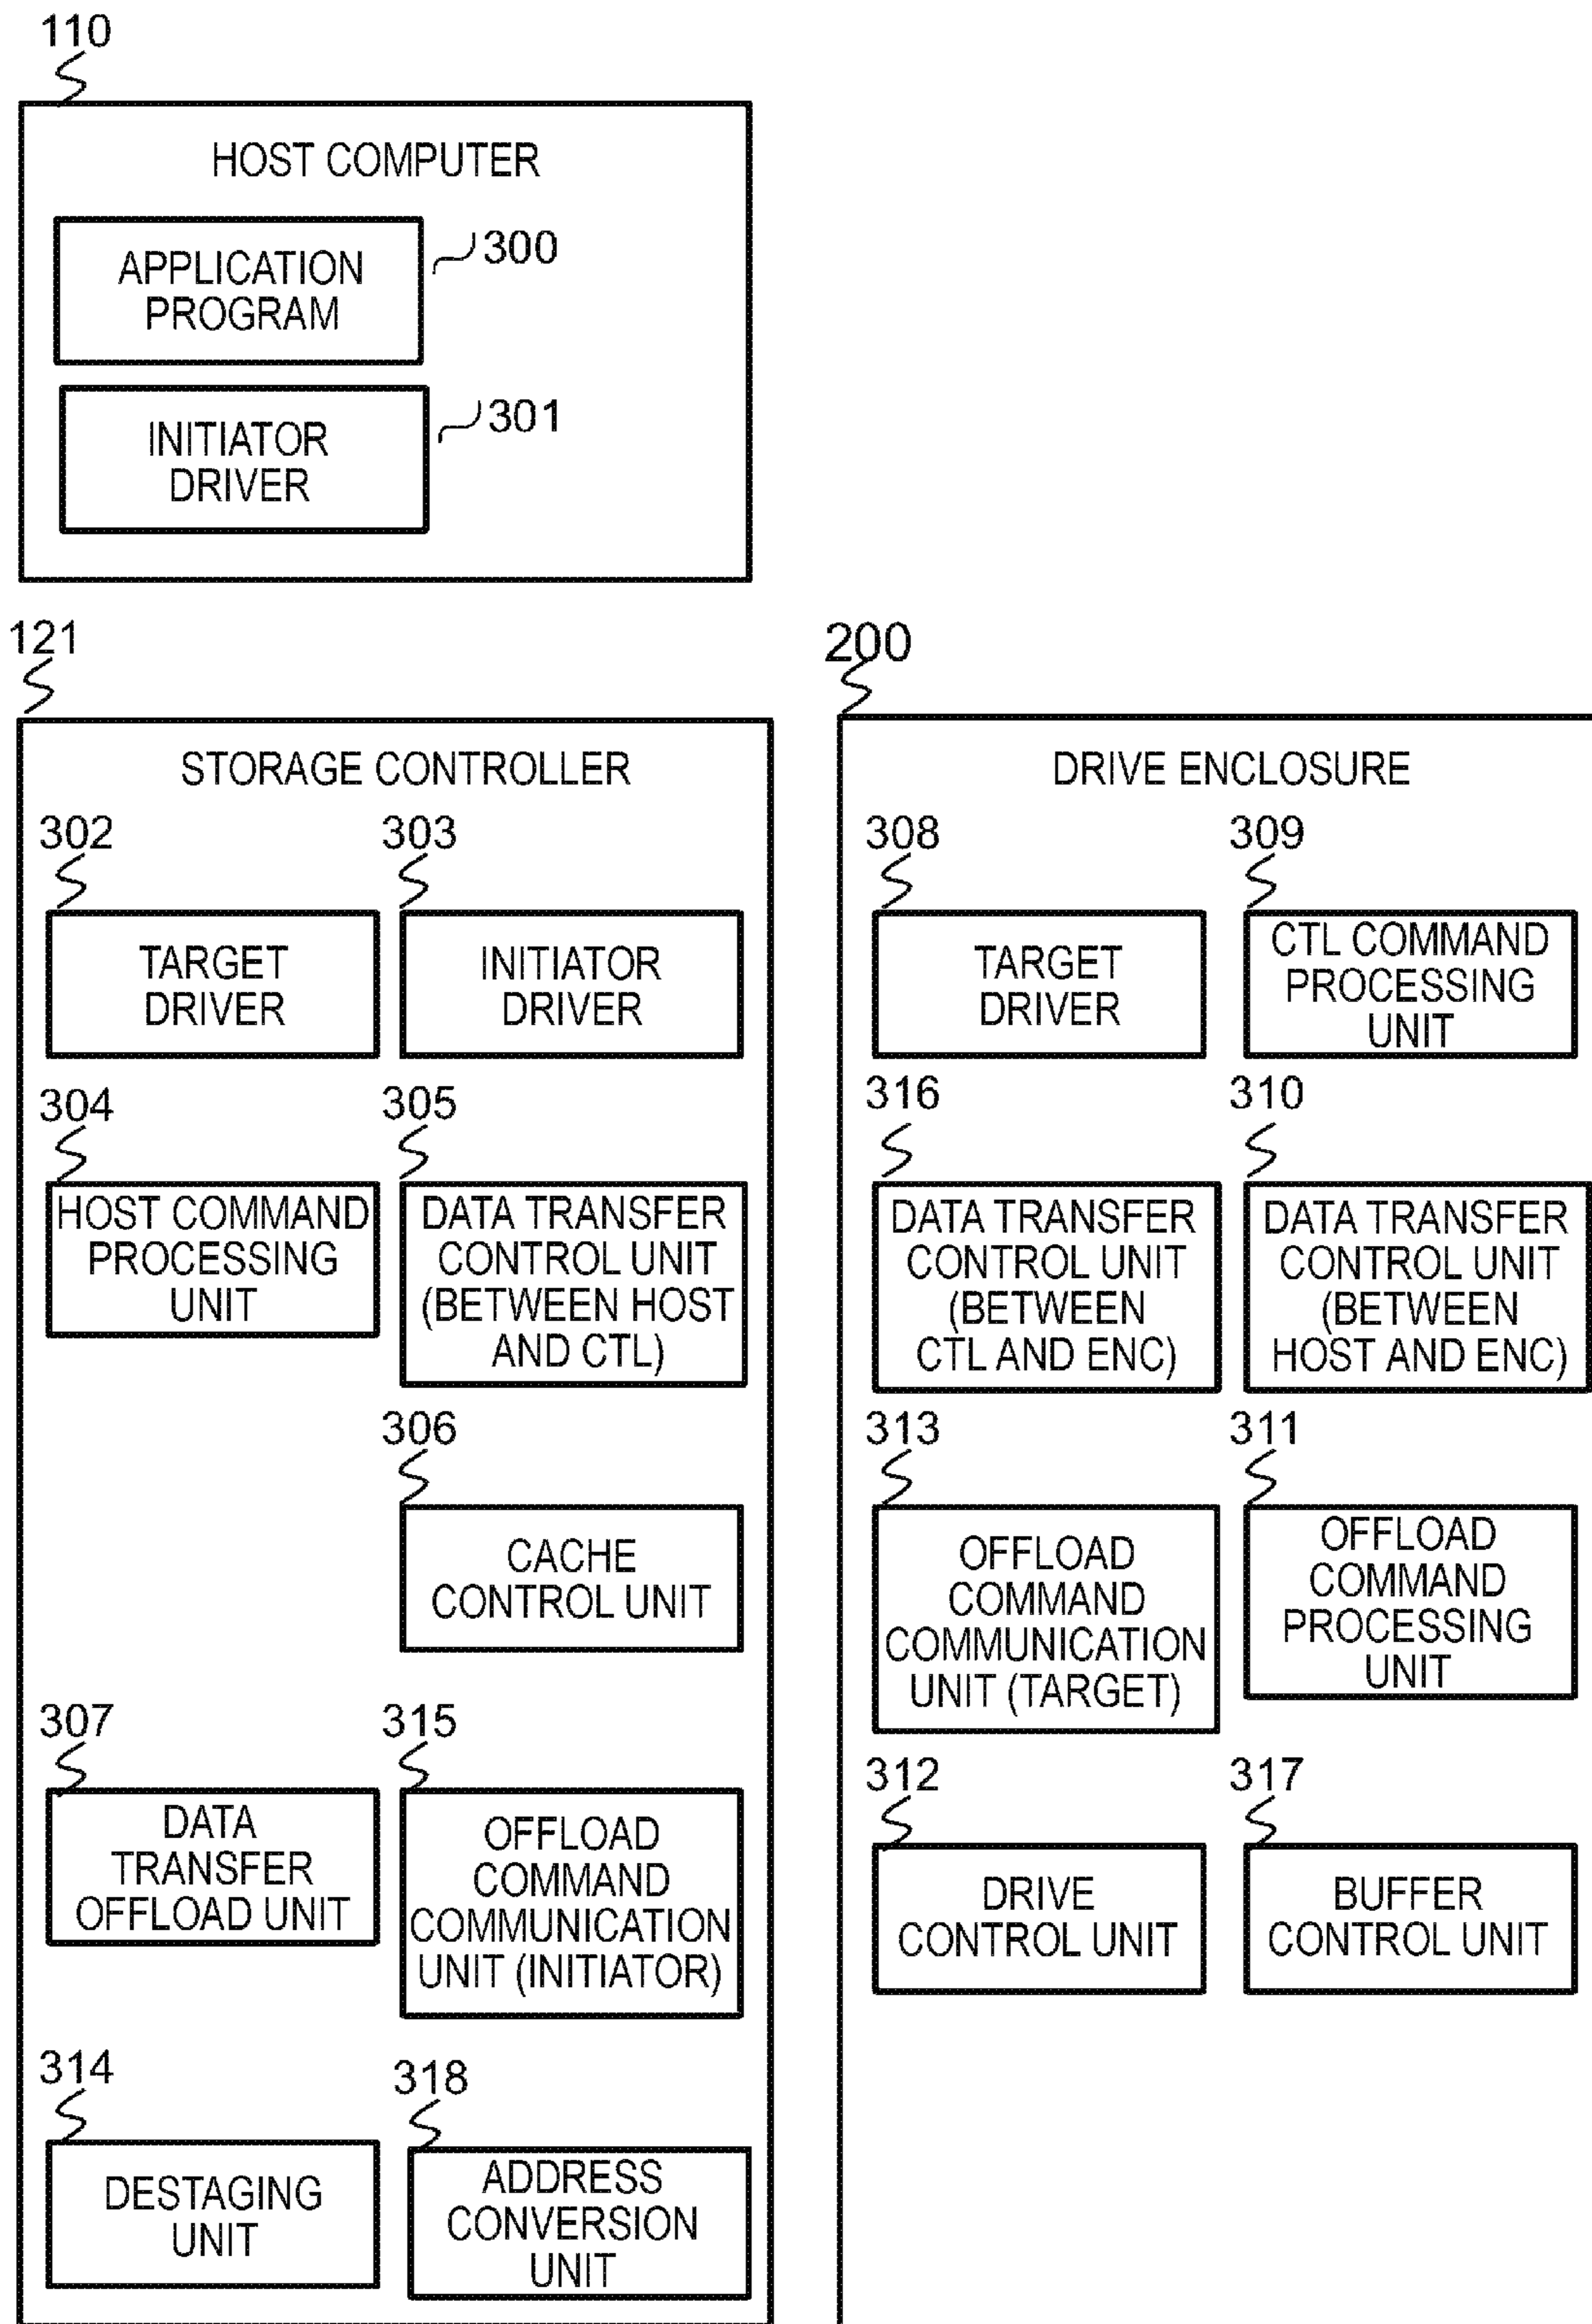 110
HOST COMPUTER
APPLICATION
PROGRAM
300
INITIATOR
DRIVER
301
121
STORAGE CONTROLLER
302
303
TARGET
DRIVER
INITIATOR
DRIVER
304
305
HOST COMMAND
PROCESSING
UNIT
DATA TRANSFER
CONTROL UNIT
(BETWEEN HOST
AND CTL)
306
CACHE
CONTROL UNIT
307
315
DATA
TRANSFER
OFFLOAD UNIT
OFFLOAD
COMMAND
COMMUNICATION
UNIT (INITIATOR)
314
318
DESTAGING
UNIT
ADDRESS
CONVERSION
UNIT
200
DRIVE ENCLOSURE
308
309
TARGET
DRIVER
CTL COMMAND
PROCESSING
UNIT
316
310
DATA TRANSFER
CONTROL UNIT
(BETWEEN
CTL AND ENC)
DATA TRANSFER
CONTROL UNIT
(BETWEEN
HOST AND ENC)
313
311
OFFLOAD
COMMAND
COMMUNICATION
UNIT (TARGET)
OFFLOAD
COMMAND
PROCESSING
UNIT
312
317
DRIVE
CONTROL UNIT
BUFFER
CONTROL UNIT